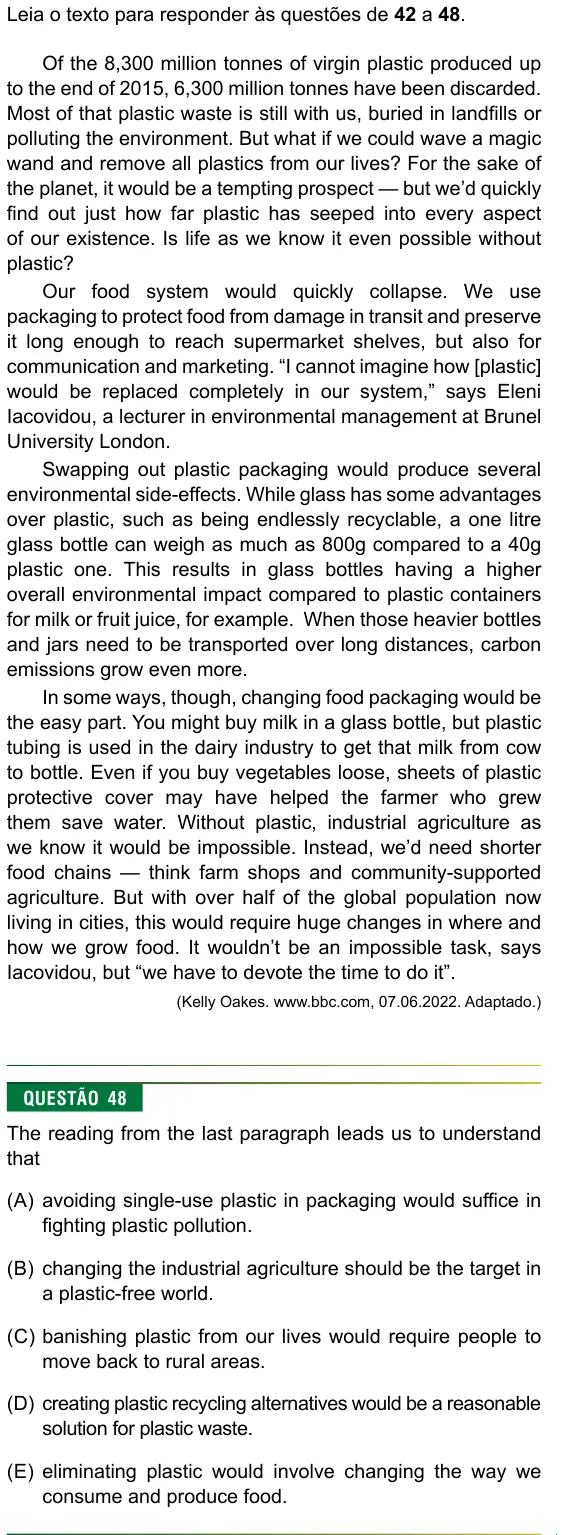 Leia o texto para responder às questões de 42 a 48.
Of the 8,300 million tonnes of virgin plastic produced up
to the end of 2015, 6,300 million tonnes have been discarded.
Most of that plastic waste is still with us, buried in landfills or
polluting the environment. But what if we could wave a magic
wand and remove all plastics from our lives? For the sake of
the planet, it would be a tempting prospect — but we’d quickly
find out just how far plastic has seeped into every aspect
of our existence. Is life as we know it even possible without
plastic?
Our food system would quickly collapse. We use
packaging to protect food from damage in transit and preserve
it long enough to reach supermarket shelves, but also for
communication and marketing. “I cannot imagine how [plastic]
would be replaced completely in our system,” says Eleni
Iacovidou, a lecturer in environmental management at Brunel
University London.
Swapping out plastic packaging would produce several
environmental side-effects. While glass has some advantages
over plastic, such as being endlessly recyclable, a one litre
glass bottle can weigh as much as 800g compared to a 40g
plastic one. This results in glass bottles having a higher
overall environmental impact compared to plastic containers
for milk or fruit juice, for example. When those heavier bottles
and jars need to be transported over long distances, carbon
emissions grow even more.
In some ways, though, changing food packaging would be
the easy part. You might buy milk in a glass bottle, but plastic
tubing is used in the dairy industry to get that milk from cow
to bottle. Even if you buy vegetables loose, sheets of plastic
protective cover may have helped the farmer who grew
them save water. Without plastic, industrial agriculture as
we know it would be impossible. Instead, we’d need shorter
food chains — think farm shops and community-supported
agriculture. But with over half of the global population now
living in cities, this would require huge changes in where and
how we grow food. It wouldn’t be an impossible task, says
Iacovidou, but “we have to devote the time to do it”.
(Kelly Oakes. www.bbc.com, 07.06.2022. Adaptado.)
QUESTÃO 48
The reading from the last paragraph leads us to understand
that
(A) avoiding single-use plastic in packaging would suffice in
fighting plastic pollution.
(B) changing the industrial agriculture should be the target in
a plastic-free world.
(C) banishing plastic from our lives would require people to
move back to rural areas.
(D) creating plastic recycling alternatives would be a reasonable
solution for plastic waste.
(E) eliminating plastic would involve changing the way we
consume and produce food.